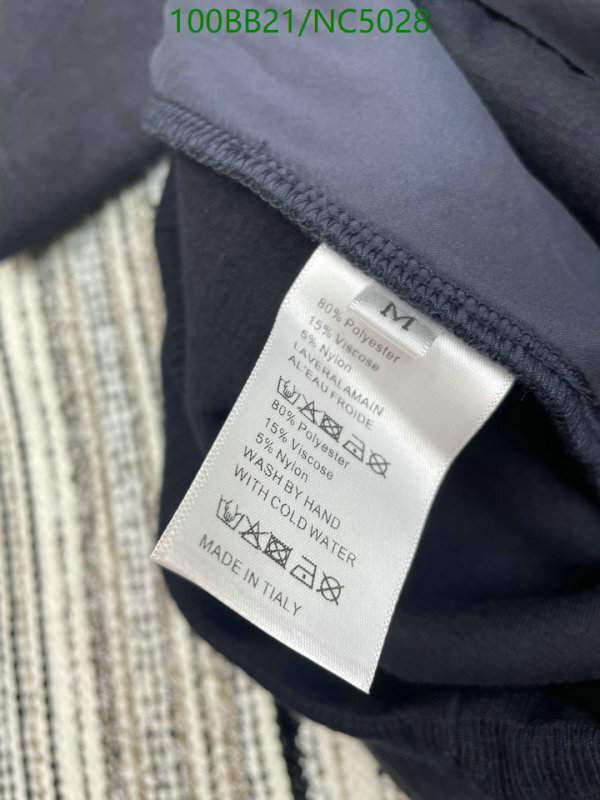 100BB21/NC5028
M
80% Polyester
15% Viscose
5% Nylon
LAVERALAMAIN
AL'EAU FROIDE
80% Polyester
15% Viscose
5% Nylon
WASH BY HAND
WITH COLD WATER
MADE IN ITIALY